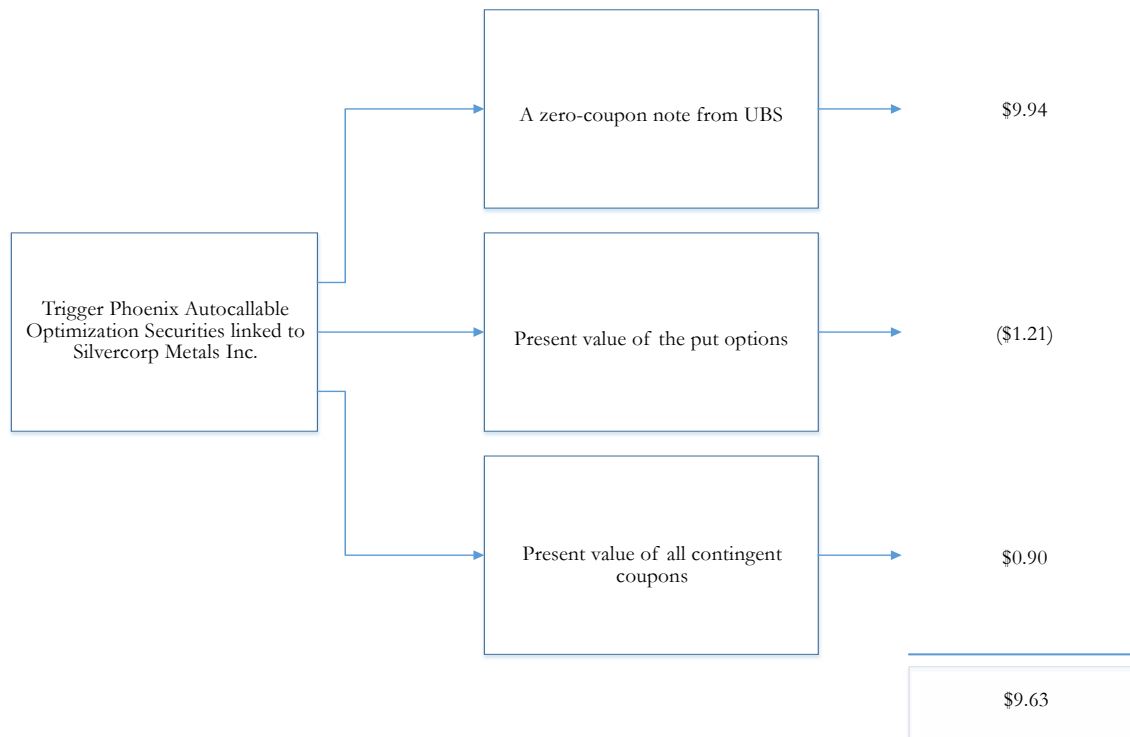 A zero-coupon note from UBS
$9.94
Trigger Phoenix Autocallable
Optimization Securities linked to
Silvercorp Metals Inc.
Present value of the put options
($1.21)
Present value of all contingent
coupons
$0.90
$9.63